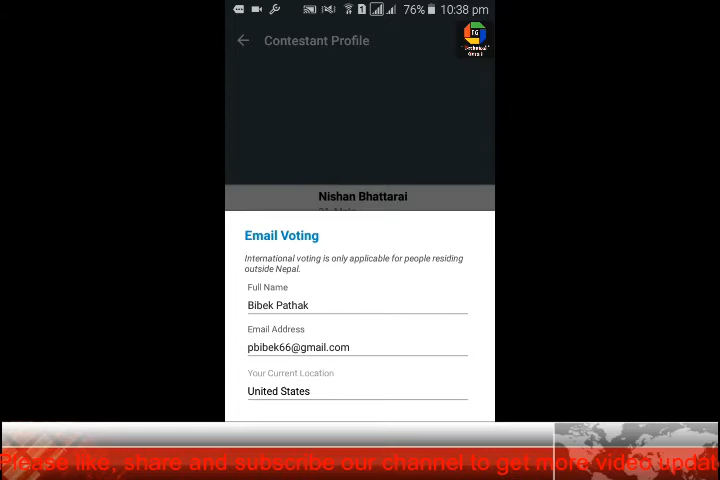 76% 10:38 pm
Contestant Profile
TG
"Technical"
Nishan Bhattarai
Email Voting
International voting is only applicable for people residing
outside Nepal.
Full Name
Bibek Pathak
Email Address
pbibek66@gmail.com
Your Current Location
United States
Please like, share and subscribe our channel to get more video updat